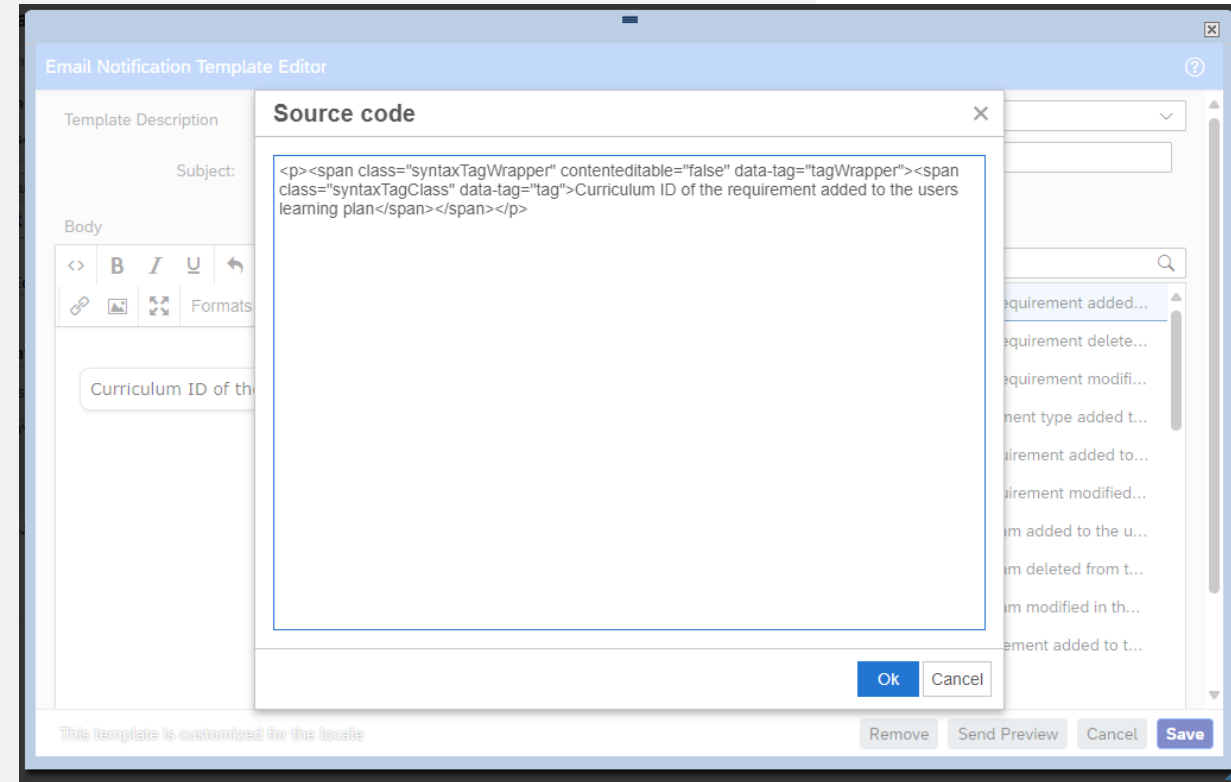 Email Notification Template Editor
Template Description
Subject:
Body
Source code
<p><span class="syntaxTagWrapper" contenteditable="false" data-tag="tagWrapper"><span
class="syntaxTagClass" data-tag="tag">Curriculum ID of the requirement added to the users
learning plan</span></span></p>
B I U
Formats
Curriculum ID of th
equirement added...
equirement delete...
equirement modifi...
ment type added t...
uirement added to...
uirement modified...
um added to the u...
um deleted from t...
um modified in th...
ement added to t...
Ok Cancel
This template is customized for the locale
Remove Send Preview Cancel Save